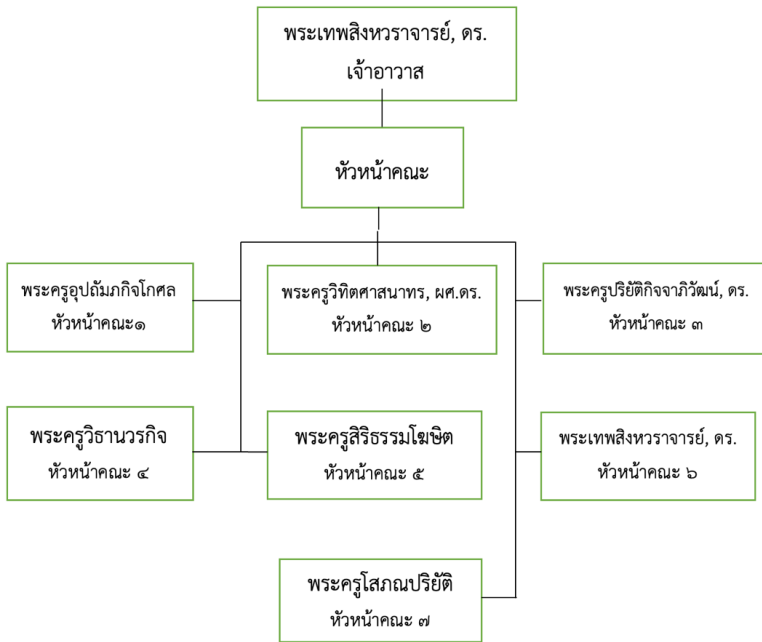 พระเทพสิงหวราจารย์, ดร.
เจ้าอาวาส
หัวหน้าคณะ
พระครูอุปถัมภกิจโกศล
หัวหน้าคณะ๑
พระครูวิทิตศาสนาทร, ผศ.ดร.
หัวหน้าคณะ ๒
พระครูปริยัติกิจจาภิวัฒน์, ดร.
หัวหน้าคณะ ๓
พระครูวิธานวรกิจ
หัวหน้าคณะ ๔
พระครูสิริธรรมโฆษิต
หัวหน้าคณะ ๕
พระเทพสิงหวราจารย์, ดร.
หัวหน้าคณะ ๖
พระครูโสภณปริยัติ
หัวหน้าคณะ ๗